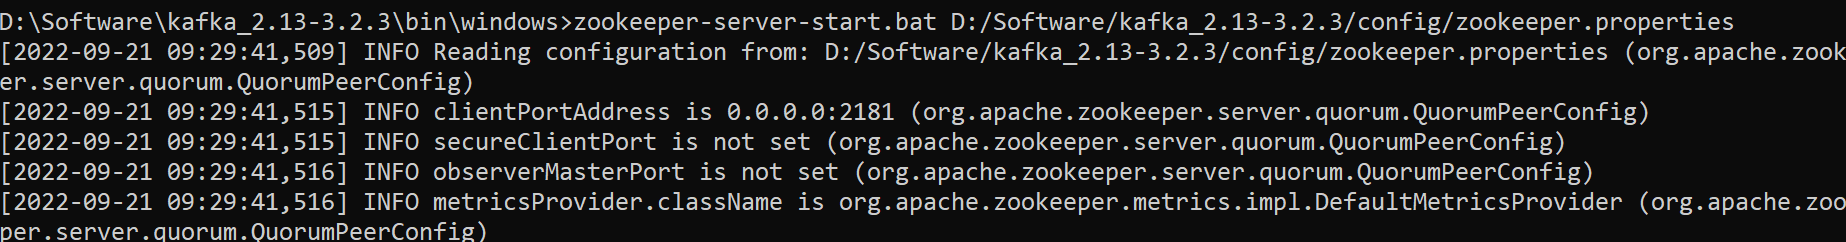 D:\Software\kafka_2.13-3.2.3\bin\windows>zookeeper-server-start.bat D:/Software/kafka_2.13-3.2.3/config/zookeeper.properties
[2022-09-21 09:29:41,509] INFO Reading configuration from: D:/Software/kafka_2.13-3.2.3/config/zookeeper.properties (org.apache.zook
er.server.quorum.QuorumPeerConfig)
[2022-09-21 09:29:41,515] INFO clientPortAddress is 0.0.0.0:2181 (org.apache.zookeeper.server.quorum.QuorumPeerConfig)
[2022-09-21 09:29:41,515] INFO secureClientPort is not set (org.apache.zookeeper.server.quorum.QuorumPeerConfig)
[2022-09-21 09:29:41,516] INFO observerMasterPort is not set (org.apache.zookeeper.server.quorum.QuorumPeerConfig)
[2022-09-21 09:29:41,516] INFO metricsProvider.className is org.apache.zookeeper.metrics.impl.DefaultMetricsProvider (org.apache.zoo
per.server.quorum.QuorumPeerConfig)